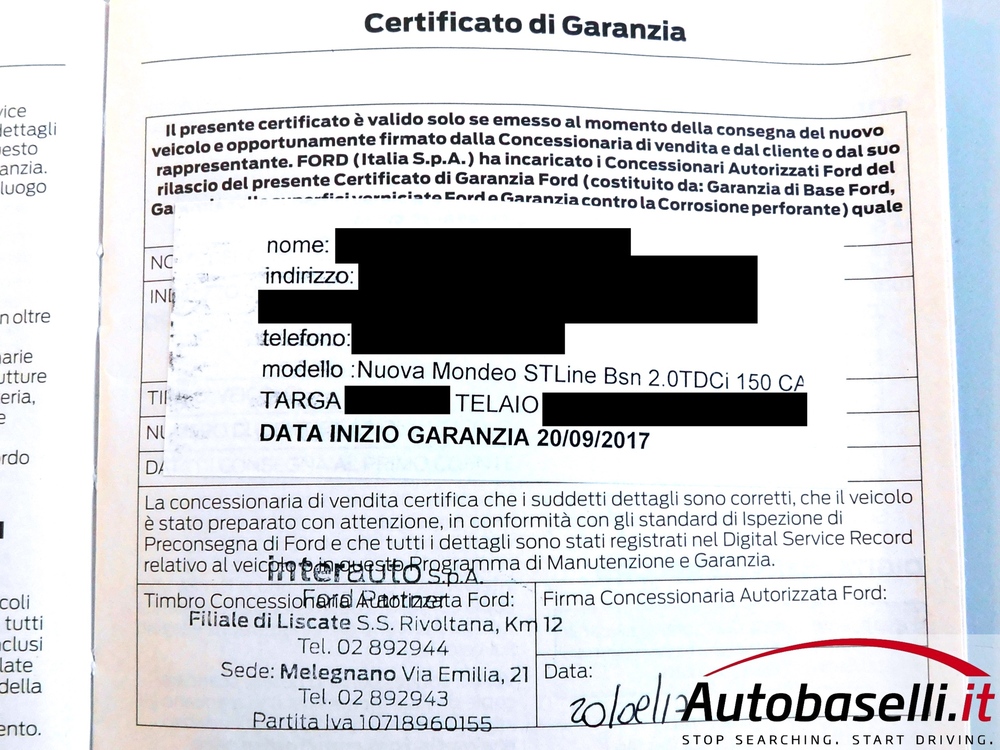 Certificato di Garanzia
Il presente certificato è valido solo se emesso al momento della consegna del nuovo
veicolo e opportunamente firmato dalla Concessionaria di vendita e dal cliente o dal suo
rappresentante. FORD (Italia S.p.A.) ha incaricato i Concessionari Autorizzati Ford del
rilascio del presente Certificato di Garanzia Ford (costituito da: Garanzia di Base Ford,
superfici verniciate Ford e Garanzia contro la Corrosione perforante) quale
nome:
indirizzo:
telefono:
modello :Nuova Mondeo STLine Bsn 2.0TDCi 150 CA
TARGA TELAIO
DATA INIZIO GARANZIA 20/09/2017
La concessionaria di vendita certifica che i suddetti dettagli sono corretti, che il veicolo
è stato preparato con attenzione, in conformità con gli standard di Ispezione di
Preconsegna di Ford e che tutti i dettagli sono stati registrati nel Digital Service Record
relativo al veicolo in questo Programma di Manutenzione e Garanzia.
interauto S.p.A.
Ford Partner
Timbro Concessionaria Autorizzata Ford:
Filiale di Liscate S.S. Rivoltana, Km 12
Tel. 02 892944
Sede: Melegnano Via Emilia, 21
Tel. 02 892943
Partita Iva 10718960155
Firma Concessionaria Autorizzata Ford:
Data:
Autobaselli.it
STOP SEARCHING. START DRIVING.
vice
dettagli
uesto
anzia.
luogo
n oltre
narie
utture
eria,
e
ordo
coli
tutti
nclusi
late
della
ento.